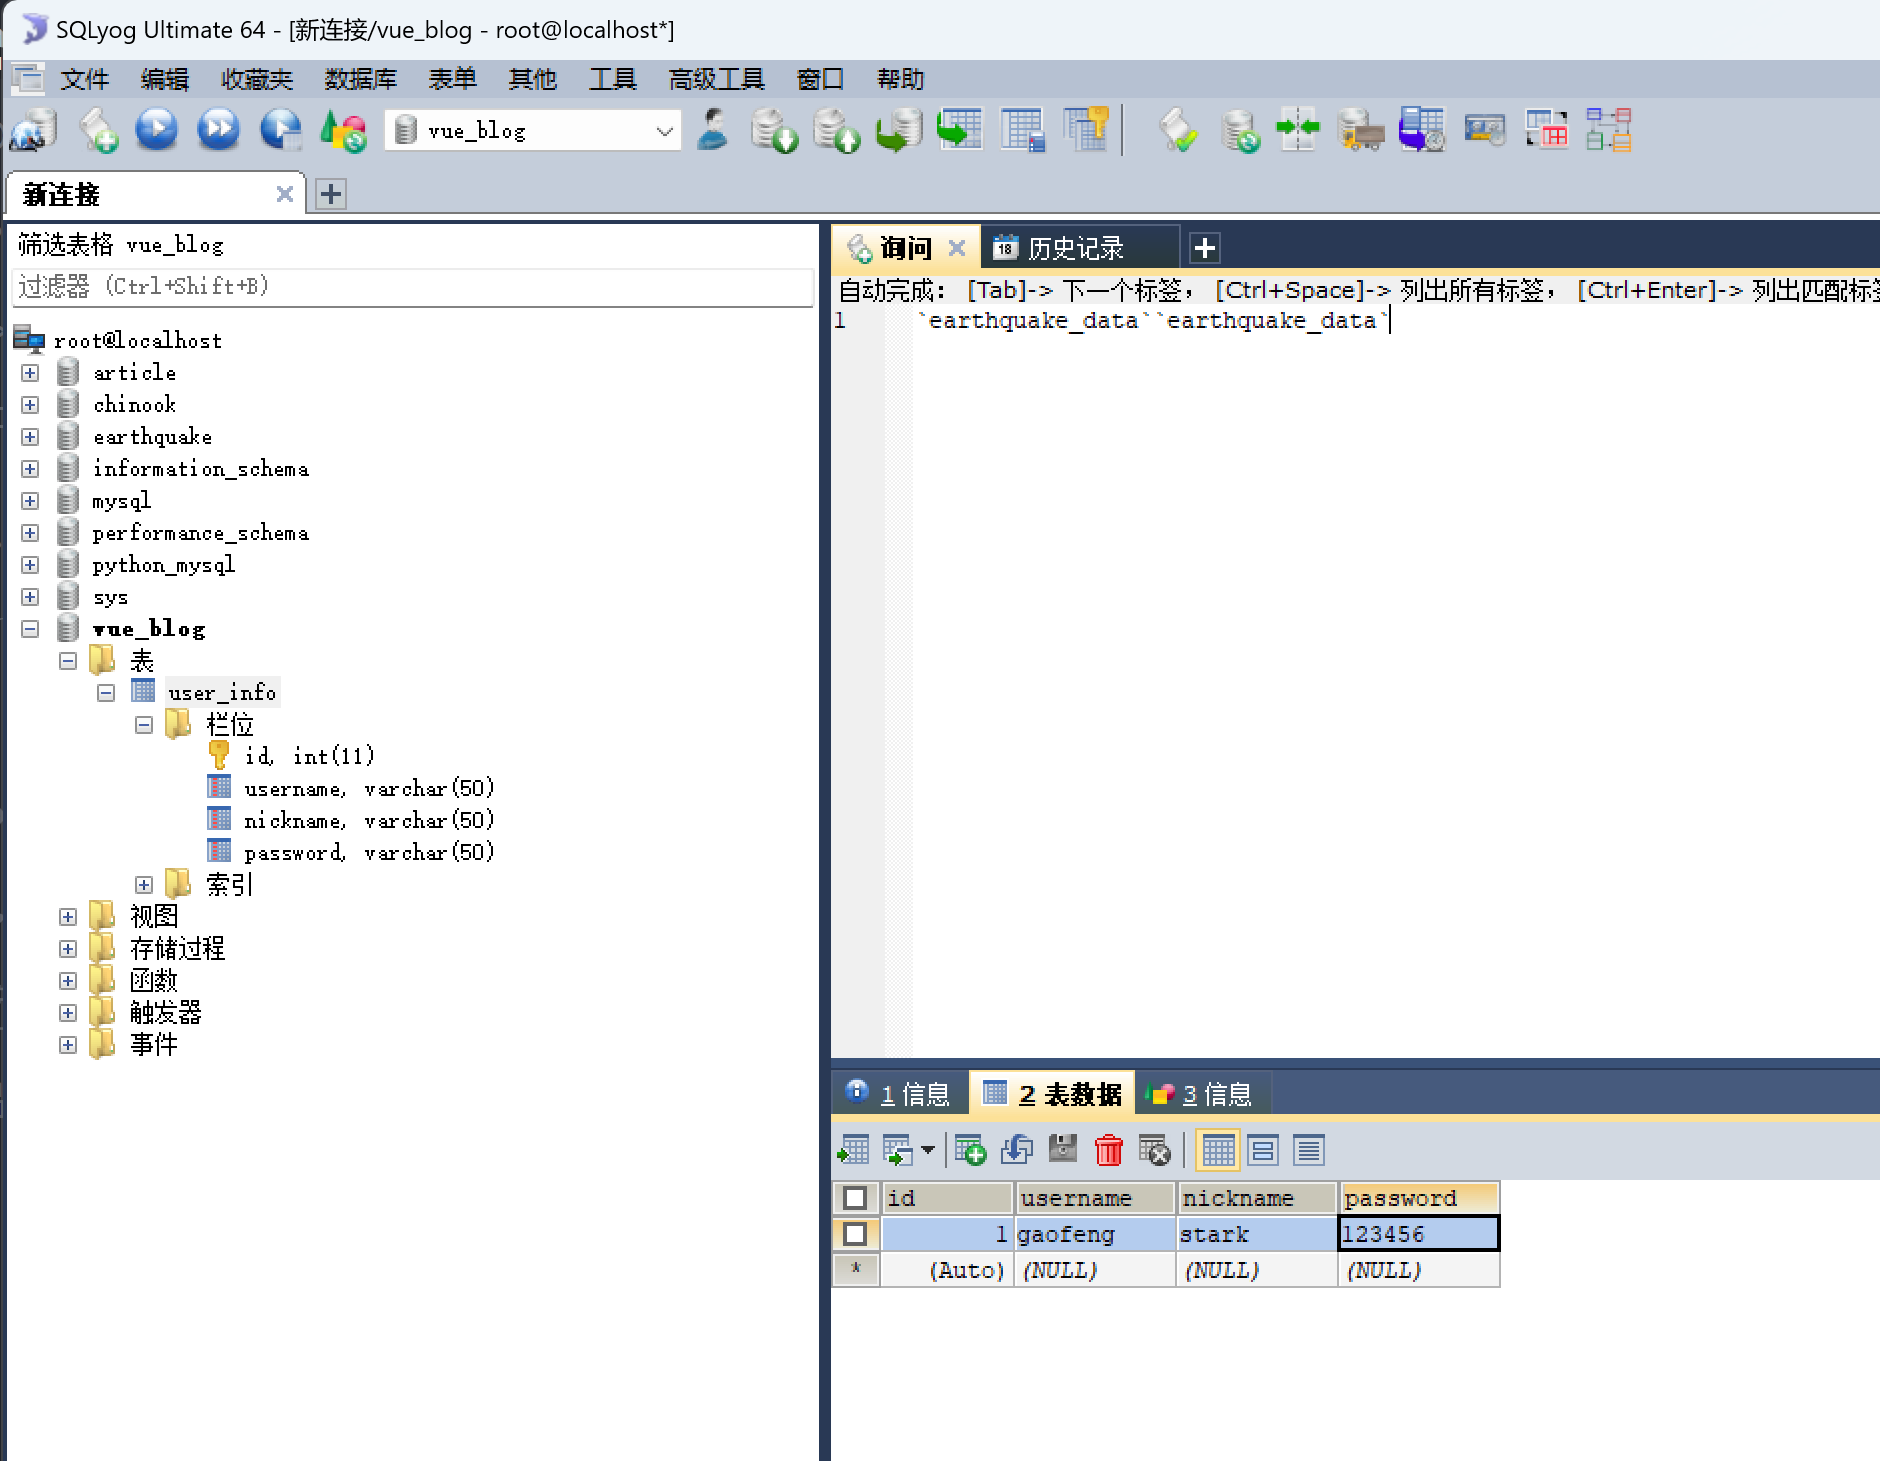 SQLyog Ultimate 64 - [新连接/vue_blog - root@localhost*]
文件 编辑 收藏夹 数据库 表单 其他 工具 高级工具 窗口 帮助
vue_blog
新连接
筛选表格 vue_blog
过滤器 (Ctrl+Shift+B)
root@localhost
article
chinook
earthquake
information_schema
mysql
performance_schema
python_mysql
sys
vue_blog
表
user_info
栏位
id, int(11)
username, varchar(50)
nickname, varchar(50)
password, varchar(50)
索引
视图
存储过程
函数
触发器
事件
询问 18 历史记录
自动完成： [Tab]-> 下一个标签， [Ctrl+Space]-> 列出所有标签， [Ctrl+Enter]-> 列出匹配标
1 `earthquake_data``earthquake_data`
1 信息 2 表数据 3 信息
id username nickname password
1 gaofeng stark 123456
* (Auto) (NULL) (NULL) (NULL)